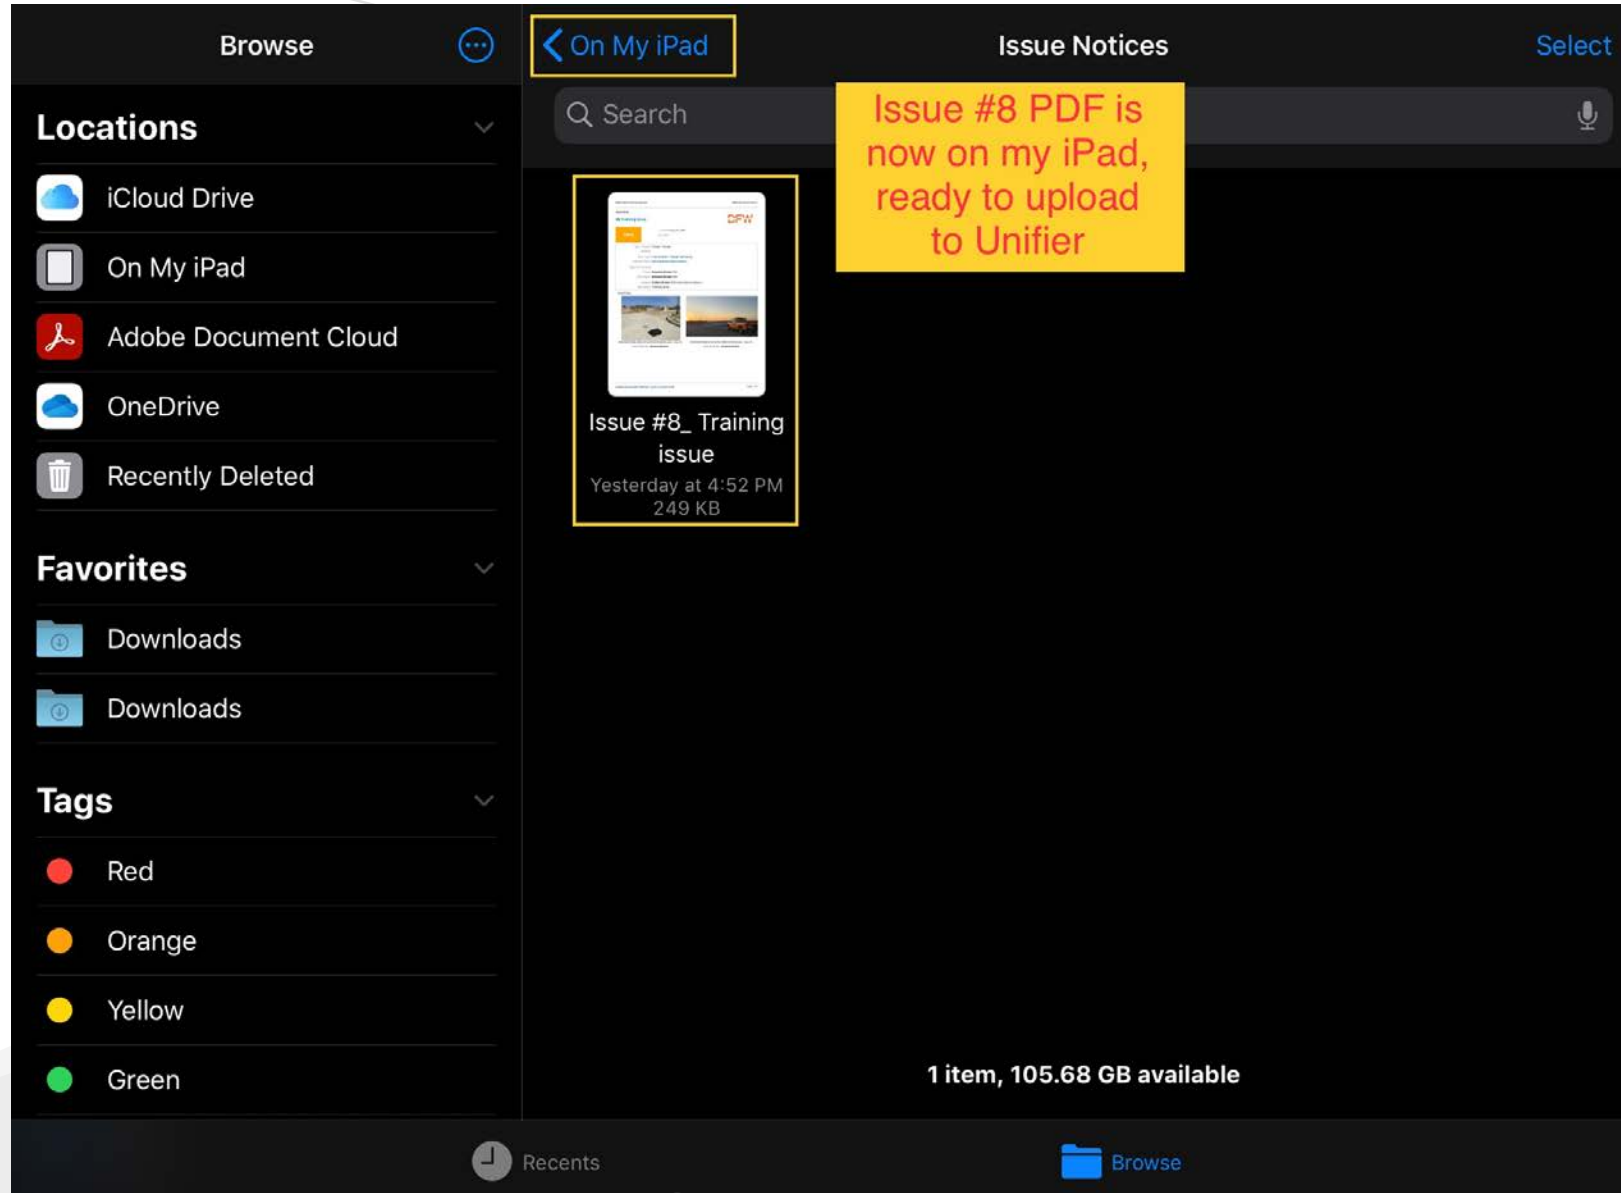 Browse
On My iPad
Issue Notices
Select
Locations
iCloud Drive
On My iPad
Adobe Document Cloud
OneDrive
Recently Deleted
Favorites
Downloads
Downloads
Tags
Red
Orange
Yellow
Green
Search
Issue #8 PDF is
now on my iPad,
ready to upload
to Unifier
DFW
Issue #8_ Training
issue
Yesterday at 4:52 PM
249 KB
1 item, 105.68 GB available
Recents
Browse